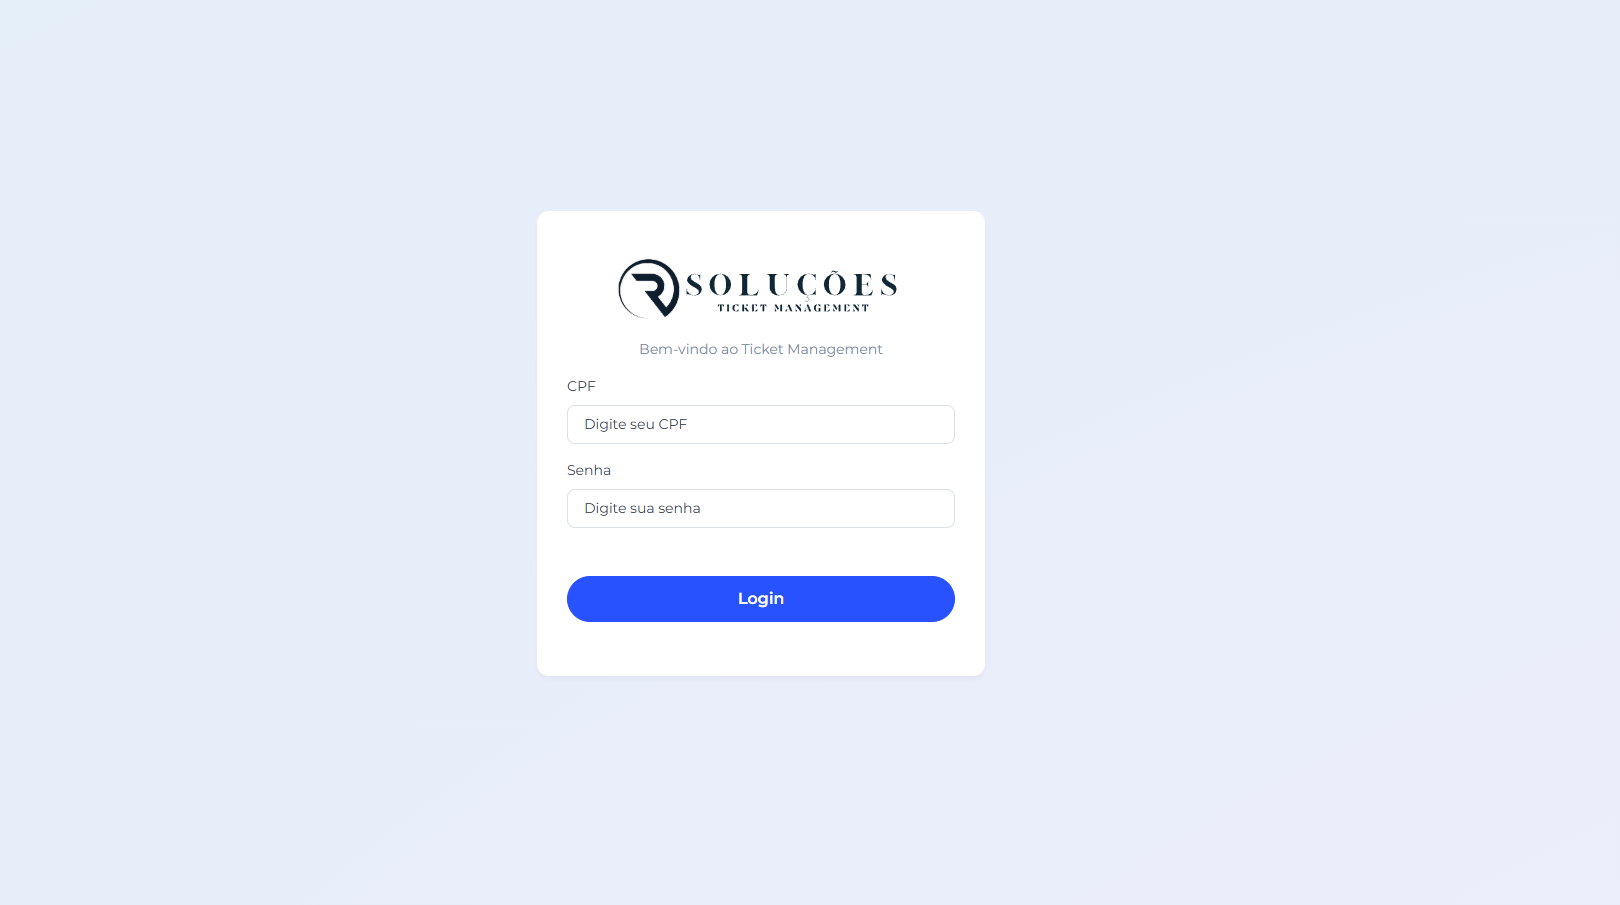 R SOLUÇÕES
TICKET MANAGEMENT
Bem-vindo ao Ticket Management
CPF
Digite seu CPF
Senha
Digite sua senha
Login